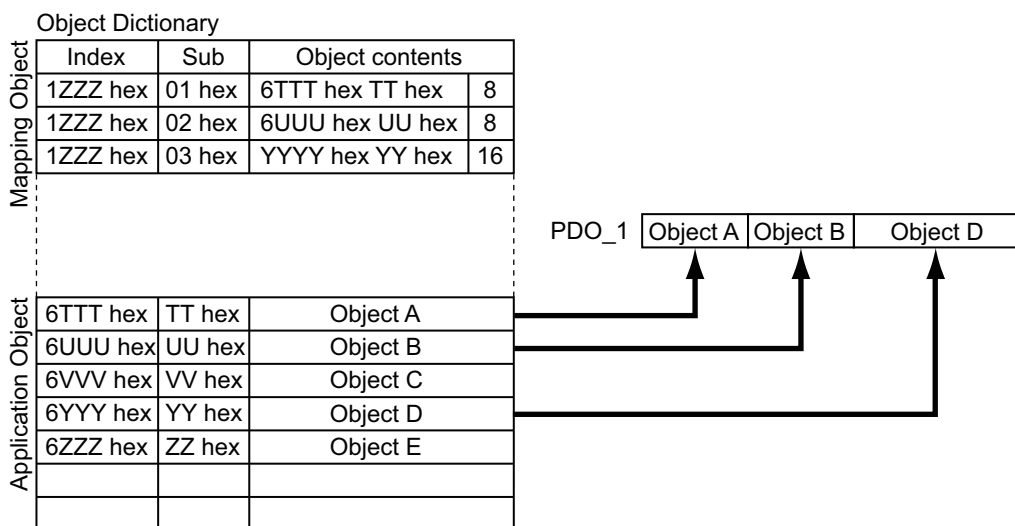 Object Dictionary
Mapping Object
Index Sub Object contents
1ZZZ hex 01 hex 6TTT hex TT hex 8
1ZZZ hex 02 hex 6UUU hex UU hex 8
1ZZZ hex 03 hex YYYY hex YY hex 16
PDO_1 Object A Object B Object D
Application Object
6TTT hex TT hex Object A
6UUU hex UU hex Object B
6VVV hex VV hex Object C
6YYY hex YY hex Object D
6ZZZ hex ZZ hex Object E